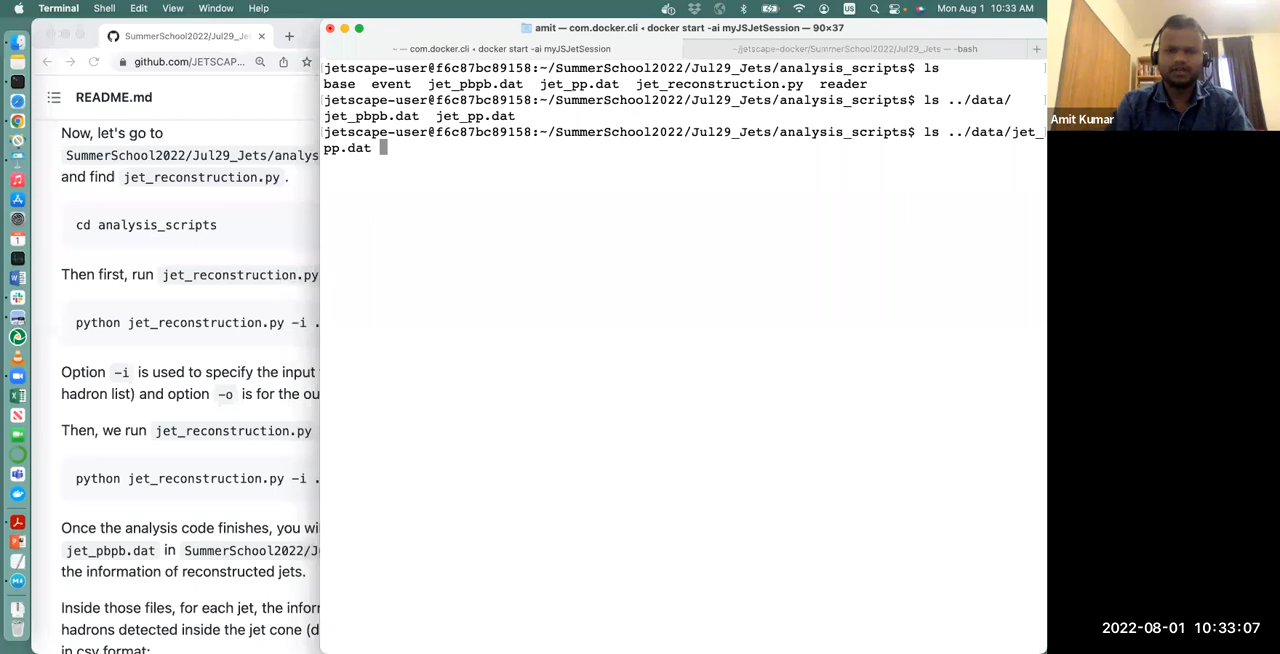 Terminal Shell Edit View Window Help
US
Mon Aug 1 10:33 AM
SummerSchool2022/Jul29_Jets/
github.com/JETSCAP...
README.md
Now, let's go to
SummerSchool2022/Jul29_Jets/analys
and find jet_reconstruction.py .
cd analysis_scripts
Then first, run jet_reconstruction.py
python jet_reconstruction.py -i .
Option -i is used to specify the input
hadron list) and option -o is for the ou
Then, we run jet_reconstruction.py
python jet_reconstruction.py -i .
Once the analysis code finishes, you wi
jet_pbpb.dat in SummerSchool2022/J
the information of reconstructed jets.
Inside those files, for each jet, the infor
hadrons detected inside the jet cone (d
in csv format:
amit — com.docker.cli • docker start -ai myJSJetSession — 90×37
~ — com.docker.cli • docker start -ai myJSJetSession
~/jetscape-docker/SummerSchool2022/Jul29_Jets — -bash
[jetscape-user@f6c87bc89158:~/SummerSchool2022/Jul29_Jets/analysis_scripts$ ls ]
base event jet_pbpb.dat jet_pp.dat jet_reconstruction.py reader
[jetscape-user@f6c87bc89158:~/SummerSchool2022/Jul29_Jets/analysis_scripts$ ls ../data/ ]
jet_pbpb.dat jet_pp.dat
[jetscape-user@f6c87bc89158:~/SummerSchool2022/Jul29_Jets/analysis_scripts$ ls ../data/jet_]
pp.dat
Amit Kumar
2022-08-01 10:33:07